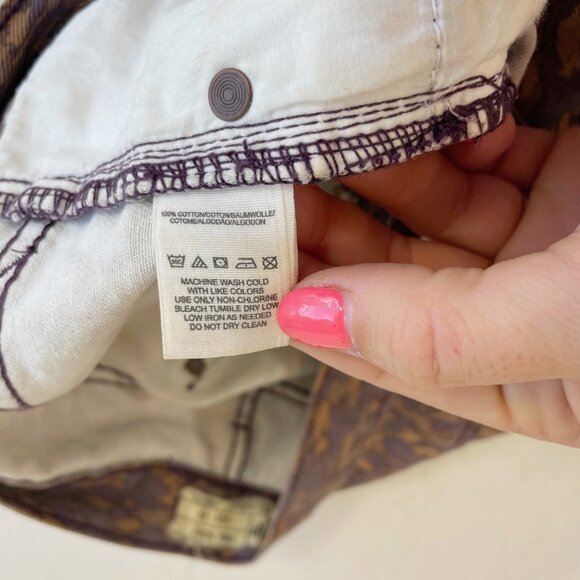 100% COTTON/COTON/BAUMWOLLE/
COTONE/ALGODÃO/ALGODON
MACHINE WASH COLD
WITH LIKE COLORS
USE ONLY NON-CHLORINE
BLEACH TUMBLE DRY LOW
LOW IRON AS NEEDED
DO NOT DRY CLEAN